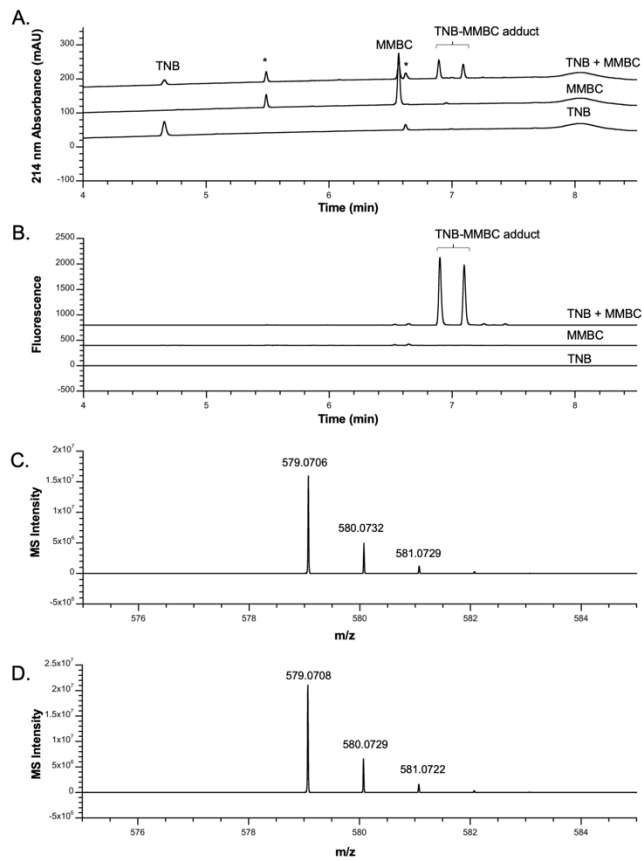 A.
TNB
*
MMBC
*
TNB-MMBC adduct
TNB + MMBC
MMBC
TNB
300
200
100
0
-100
214 nm Absorbance (mAU)
4 5 6 7 8
Time (min)
B.
TNB-MMBC adduct
TNB + MMBC
MMBC
TNB
2500
2000
1500
1000
500
0
-500
Fluorescence
4 5 6 7 8
Time (min)
C.
579.0706
580.0732
581.0729
2x10⁷
1.5x10⁷
1x10⁷
5x10⁶
0
-5x10⁶
MS Intensity
576 578 580 582 584
m/z
D.
579.0708
580.0729
581.0722
2.5x10⁷
2x10⁷
1.5x10⁷
1x10⁷
5x10⁶
0
-5x10⁶
MS Intensity
576 578 580 582 584
m/z